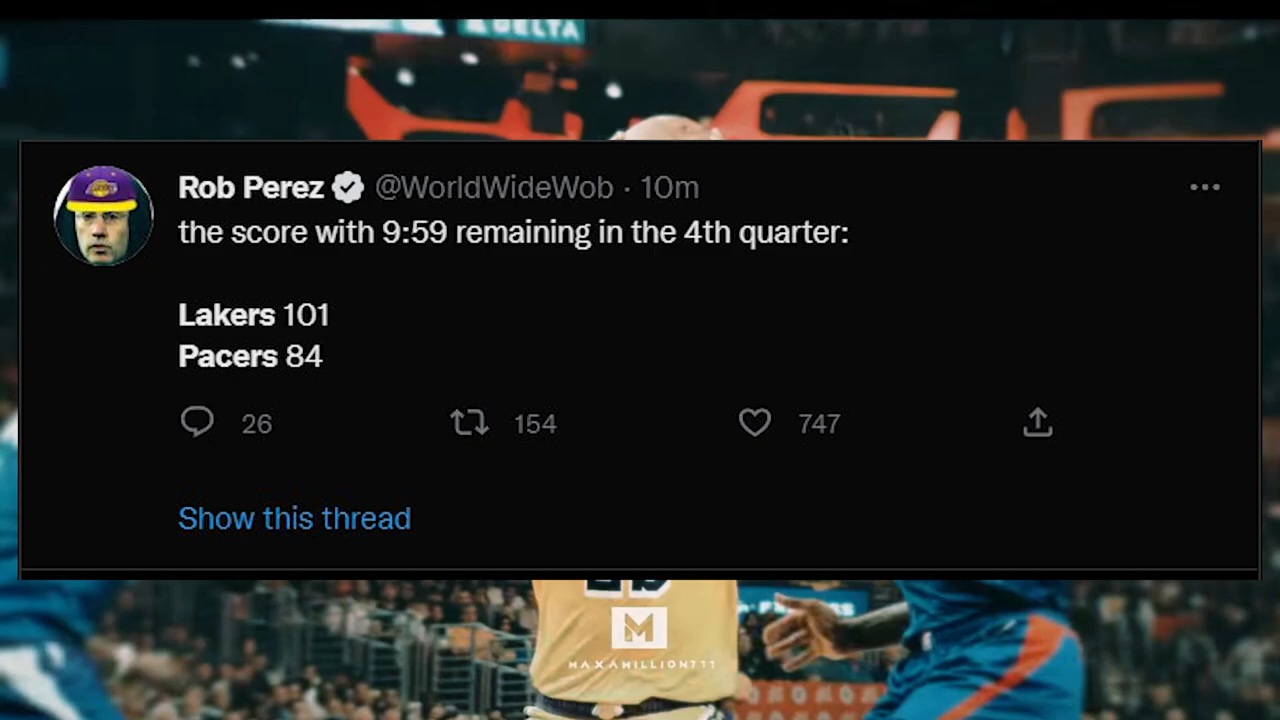 DELTA
Rob Perez @WorldWideWob · 10m
the score with 9:59 remaining in the 4th quarter:
Lakers 101
Pacers 84
26 154 747
Show this thread
M
MAXAMILLION711